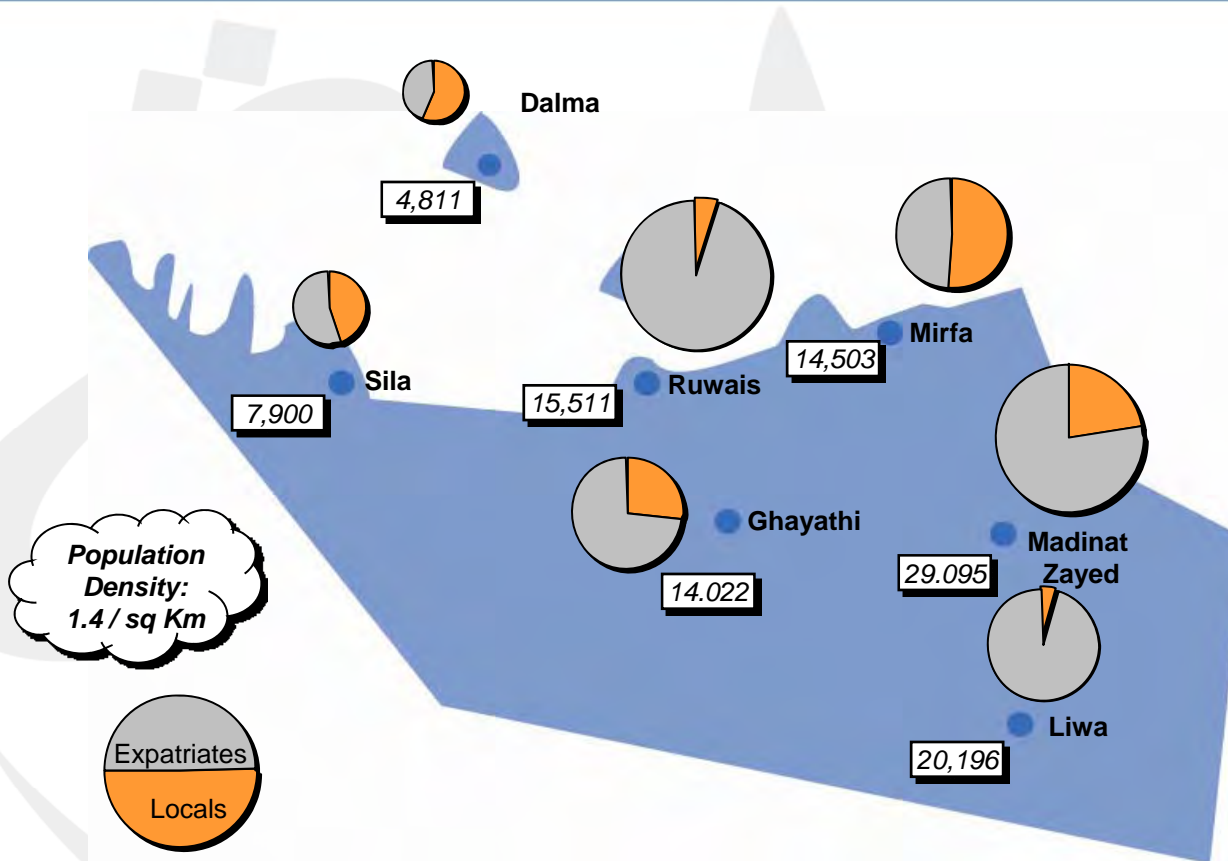 Dalma
4,811
Mirfa
14,503
Sila
7,900
Ruwais
15,511
Ghayathi
14.022
Madinat
Zayed
29.095
Liwa
20,196
Population
Density:
1.4 / sq Km
Expatriates
Locals